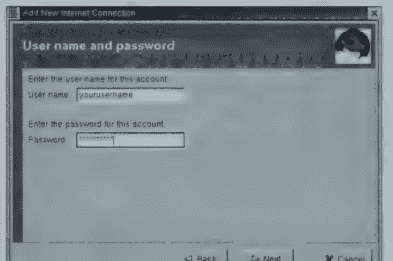 Add New Internet Connection
User name and password
Enter the user name for this account
User name yourusername
Enter the password for this account
Password **********
Back Next Cancel